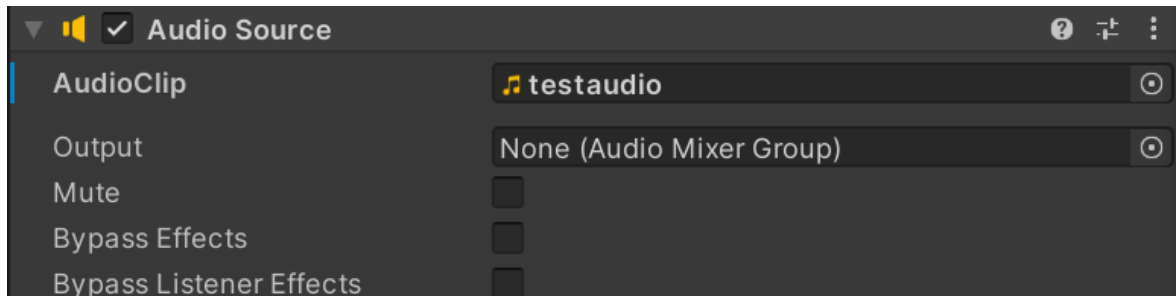 Audio Source
AudioClip testaudio
Output None (Audio Mixer Group)
Mute
Bypass Effects
Bypass Listener Effects